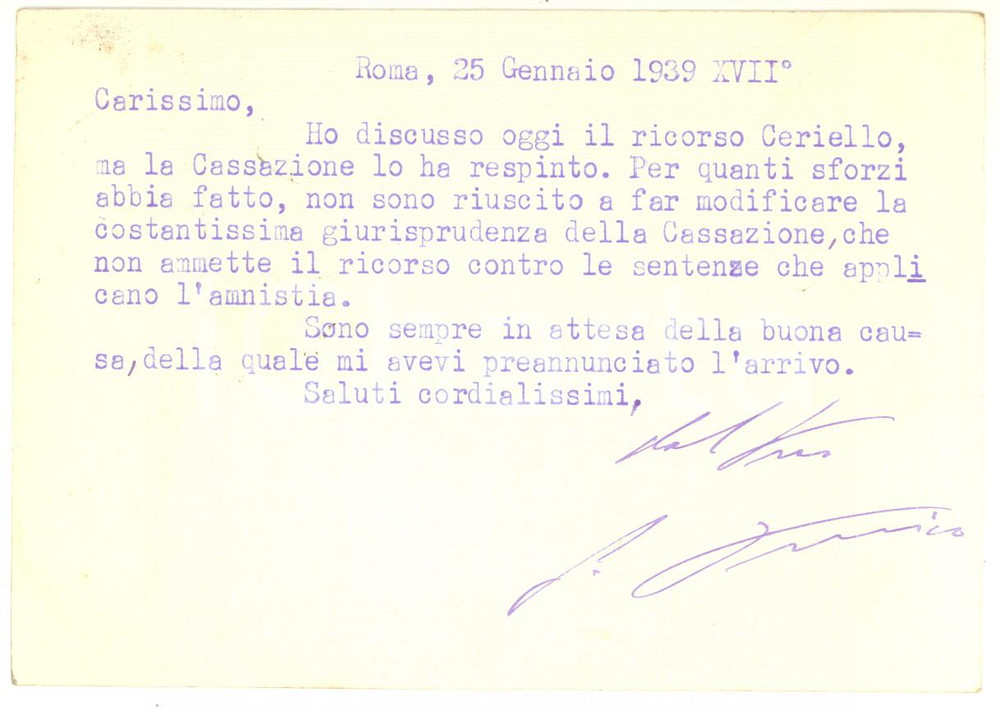 Roma, 25 Gennaio 1939 XVII°
Carissimo,
Ho discusso oggi il ricorso Ceriello,
ma la Cassazione lo ha respinto. Per quanti sforzi
abbia fatto, non sono riuscito a far modificare la
costantissima giurisprudenza della Cassazione, che
non ammette il ricorso contro le sentenze che appli
cano l'amnistia.
Sono sempre in attesa della buona cau=
sa, della quale mi avevi preannunciato l'arrivo.
Saluti cordialissimi,
dal